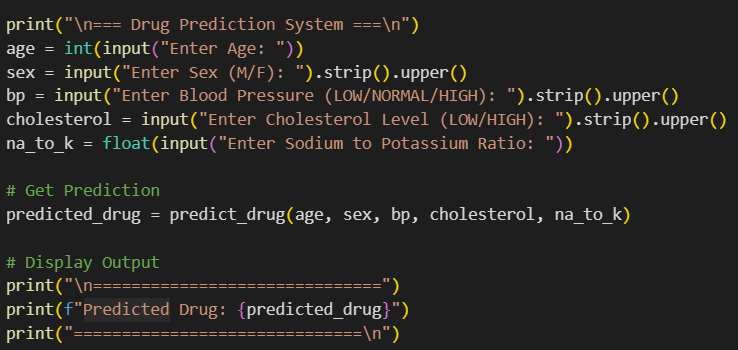 print("\n=== Drug Prediction System ===\n")
age = int(input("Enter Age: "))
sex = input("Enter Sex (M/F): ").strip().upper()
bp = input("Enter Blood Pressure (LOW/NORMAL/HIGH): ").strip().upper()
cholesterol = input("Enter Cholesterol Level (LOW/HIGH): ").strip().upper()
na_to_k = float(input("Enter Sodium to Potassium Ratio: "))

# Get Prediction
predicted_drug = predict_drug(age, sex, bp, cholesterol, na_to_k)

# Display Output
print("\n==============================")
print(f"Predicted Drug: {predicted_drug}")
print("==============================\n")